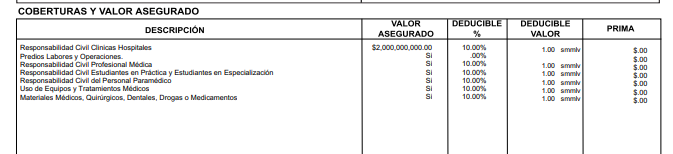 COBERTURAS Y VALOR ASEGURADO
DESCRIPCIÓN VALOR ASEGURADO DEDUCIBLE % DEDUCIBLE VALOR PRIMA
Responsabilidad Civil Clínicas Hospitales $2,000,000,000.00 10.00% 1.00 smmlv $.00
Predios Labores y Operaciones. Si .00% $.00
Responsabilidad Civil Profesional Médica Si 10.00% 1.00 smmlv $.00
Responsabilidad Civil Estudiantes en Práctica y Estudiantes en Especialización Si 10.00% 1.00 smmlv $.00
Responsabilidad Civil del Personal Paramédico Si 10.00% 1.00 smmlv $.00
Uso de Equipos y Tratamientos Médicos Si 10.00% 1.00 smmlv $.00
Materiales Médicos, Quirúrgicos, Dentales, Drogas o Medicamentos Si 10.00% 1.00 smmlv $.00